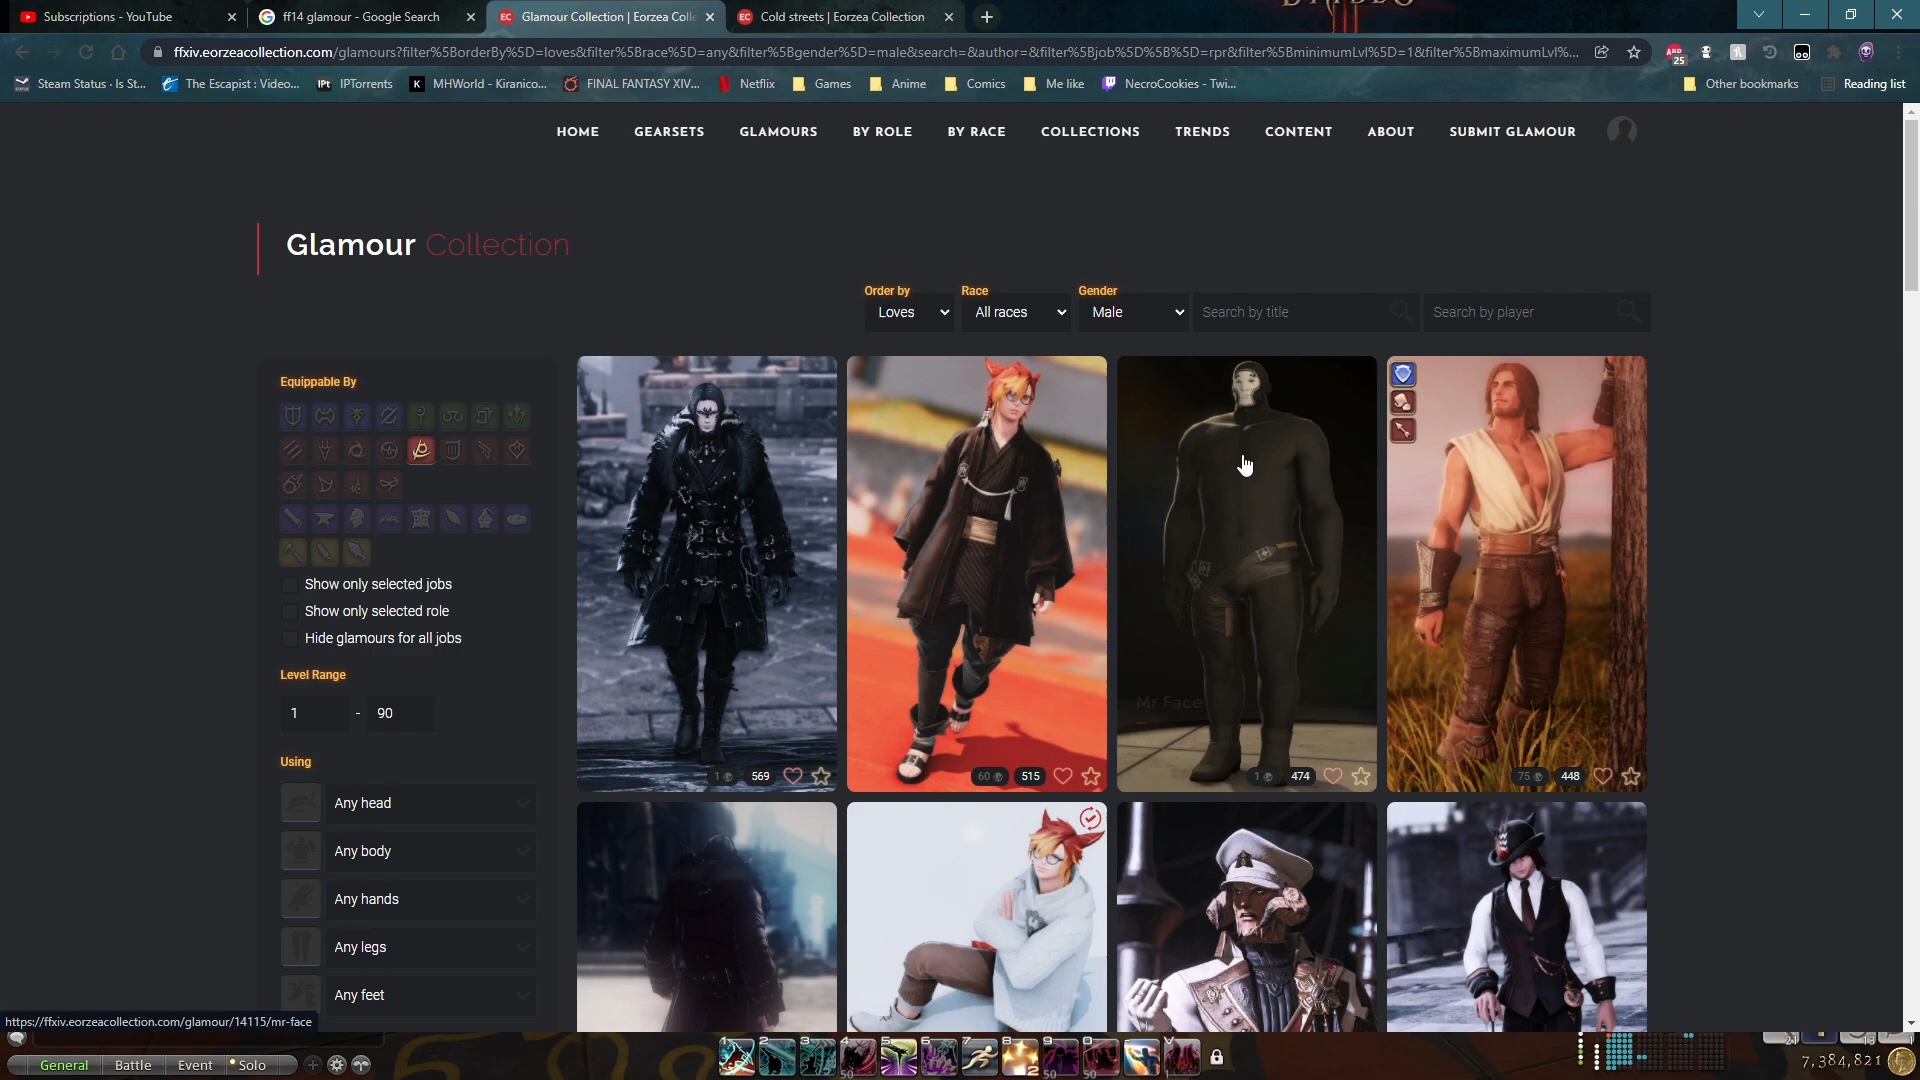 DIABLO
Subscriptions - YouTube
ff14 glamour - Google Search
Glamour Collection | Eorzea Colle
Cold streets | Eorzea Collection
ffxiv.eorzeacollection.com/glamours?filter%5BorderBy%5D=loves&filter%5Brace%5D=any&filter%5Bgender%5D=male&search=&author=&filter%5Bjob%5D%5B%5D=rpr&filter%5BminimumLvl%5D=1&filter%5BmaximumLvl%...
25
Steam Status · Is St...
The Escapist : Video...
IPTorrents
MHWorld - Kiranico...
FINAL FANTASY XIV...
Netflix
Games
Anime
Comics
Me like
NecroCookies - Twi...
Other bookmarks
Reading list
HOME GEARSETS GLAMOURS BY ROLE BY RACE COLLECTIONS TRENDS CONTENT ABOUT SUBMIT GLAMOUR
Glamour Collection
Order by Race Gender
Loves All races Male Search by title Search by player
Equippable By
Show only selected jobs
Show only selected role
Hide glamours for all jobs
Level Range
1 - 90
Using
Any head
Any body
Any hands
Any legs
Any feet
Mr Face
1 569
60 515
1 474
75 448
https://ffxiv.eorzeacollection.com/glamour/14115/mr-face
General Battle Event Solo
7,384,821